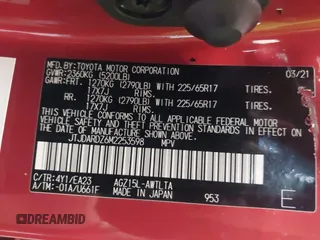 MFD.BY:TOYOTA MOTOR CORPORATION 03/21
GVWR:2360KG (5200LB)
FRT. 1270KG (2790LB)WITH 225/65R17 TIRES.
17X7J RIMS.
RR. 1270KG (2790LB)WITH 225/65R17 TIRES.
17X7J RIMS.
THIS VEHICLE CONFORMS TO ALL APPLICABLE FEDERAL MOTOR
VEHICLE SAFETY AND THEFT PREVENTION STANDARDS IN EFFECT
ON THE DATE OF MANUFACTURE SHOWN ABOVE.
JTJDARDZ6M2253598 MPV
C/TR:4Y1/EA23 AGZ15L-AWTLTA
A/TM:-01A/U661F MADE IN JAPAN 953 E
DREAMBID